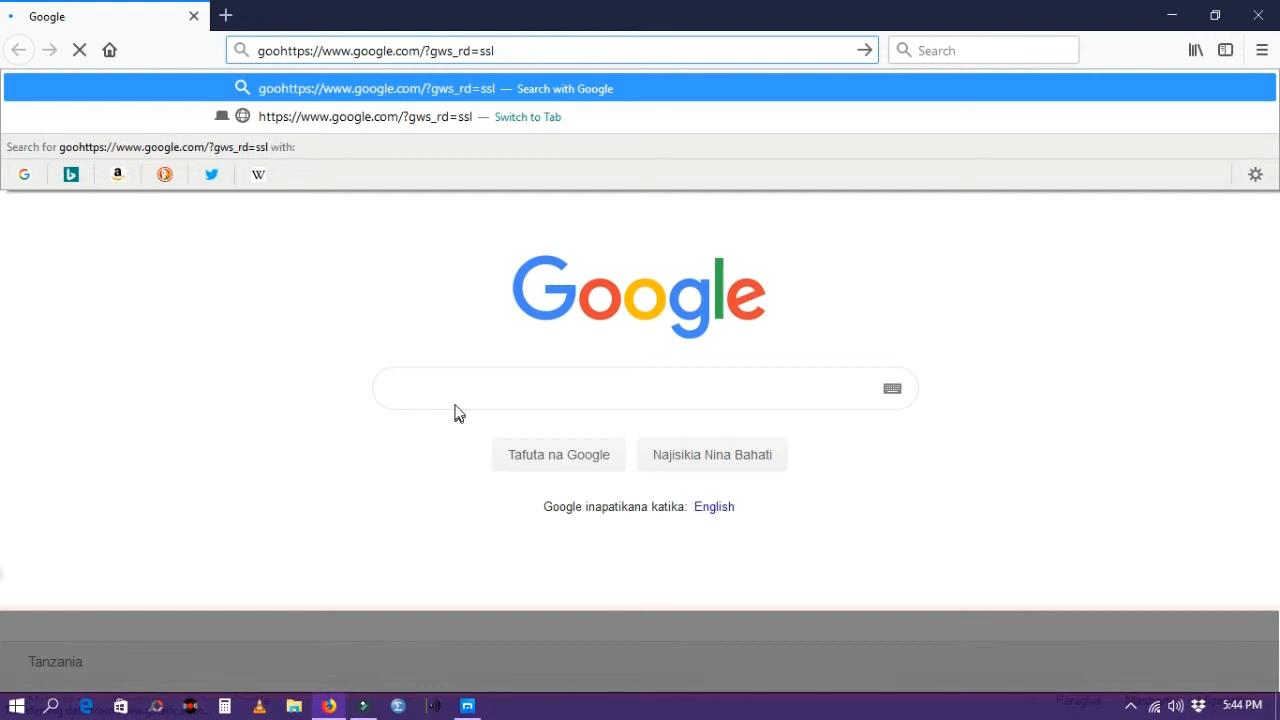 Google
goohttps://www.google.com/?gws_rd=ssl
Search
goohttps://www.google.com/?gws_rd=ssl — Search with Google
https://www.google.com/?gws_rd=ssl — Switch to Tab
Search for goohttps://www.google.com/?gws_rd=ssl with:
Google
Tafuta na Google
Najisikia Nina Bahati
Google inapatikana katika: English
Tanzania
Faragha
5:44 PM